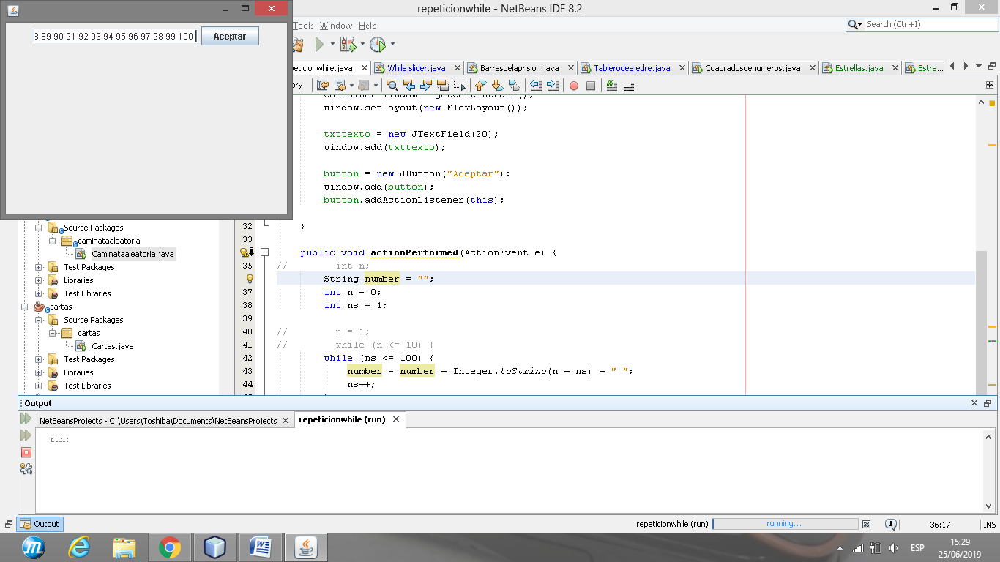 repeticionwhile - NetBeans IDE 8.2
89 90 91 92 93 94 95 96 97 98 99 100
Aceptar
Tools Window Help
Search (Ctrl+I)
peticionwhile.java Whilejslider.java Barrasdelaprision.java Tablerodeajedre.java Cuadradosdenumeros.java Estrellas.java Estre...
ory
Container window = getContentPane();
window.setLayout(new FlowLayout());
txttexto = new JTextField(20);
window.add(txttexto);
button = new JButton("Aceptar");
window.add(button);
button.addActionListener(this);
32 }
33
public void actionPerformed(ActionEvent e) {
35 // int n;
String number = "";
37 int n = 0;
38 int ns = 1;
39
40 // n = 1;
41 // while (n <= 10) {
42 while (ns <= 100) {
43 number = number + Integer.toString(n + ns) + " ";
44 ns++;
Source Packages
caminataaleatoria
Caminataaleatoria.java
Test Packages
Libraries
Test Libraries
cartas
Source Packages
cartas
Cartas.java
Test Packages
Libraries
Test Libraries
Output
NetBeansProjects - C:\Users\Toshiba\Documents\NetBeansProjects repeticionwhile (run)
run:
Output
repeticionwhile (run) running... 1 36:17 INS
ESP
15:29
25/06/2019